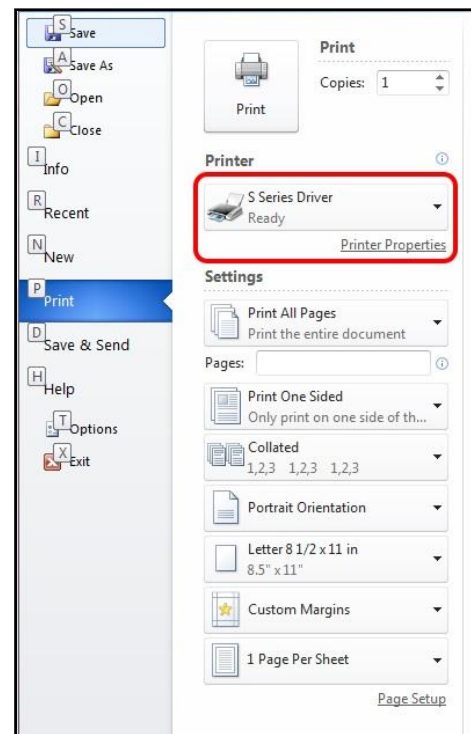 S
Save
A
Save As
O
Open
C
Close
I
Info
R
Recent
N
New
P
Print
D
Save & Send
H
Help
T
Options
X
Exit
Print
Print
Copies: 1
Printer
S Series Driver
Ready
Printer Properties
Settings
Print All Pages
Print the entire document
Pages:
Print One Sided
Only print on one side of th...
Collated
1,2,3 1,2,3 1,2,3
Portrait Orientation
Letter 8 1/2 x 11 in
8.5" x 11"
Custom Margins
1 Page Per Sheet
Page Setup